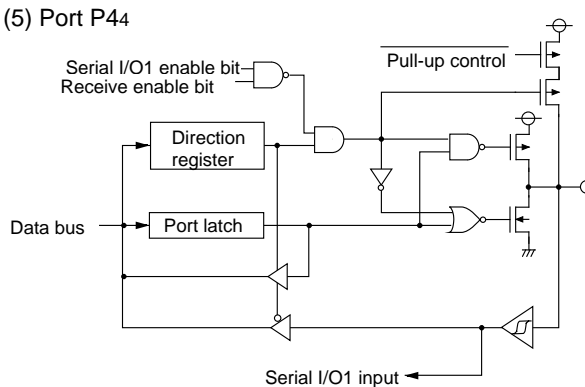 (5) Port P44
Pull-up control
Serial I/O1 enable bit
Receive enable bit
Direction
register
Data bus
Port latch
Serial I/O1 input